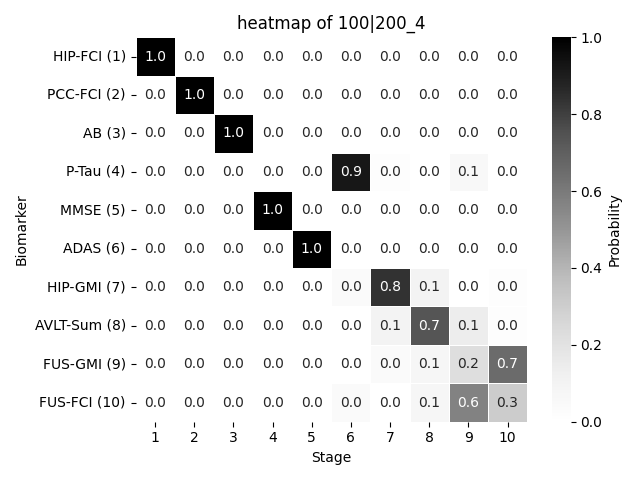 heatmap of 100|200_4
HIP-FCI (1) 1.0 0.0 0.0 0.0 0.0 0.0 0.0 0.0 0.0 0.0
PCC-FCI (2) 0.0 1.0 0.0 0.0 0.0 0.0 0.0 0.0 0.0 0.0
AB (3) 0.0 0.0 1.0 0.0 0.0 0.0 0.0 0.0 0.0 0.0
P-Tau (4) 0.0 0.0 0.0 0.0 0.0 0.9 0.0 0.0 0.1 0.0
MMSE (5) 0.0 0.0 0.0 1.0 0.0 0.0 0.0 0.0 0.0 0.0
ADAS (6) 0.0 0.0 0.0 0.0 1.0 0.0 0.0 0.0 0.0 0.0
HIP-GMI (7) 0.0 0.0 0.0 0.0 0.0 0.0 0.8 0.1 0.0 0.0
AVLT-Sum (8) 0.0 0.0 0.0 0.0 0.0 0.0 0.1 0.7 0.1 0.0
FUS-GMI (9) 0.0 0.0 0.0 0.0 0.0 0.0 0.0 0.1 0.2 0.7
FUS-FCI (10) 0.0 0.0 0.0 0.0 0.0 0.0 0.0 0.1 0.6 0.3
1 2 3 4 5 6 7 8 9 10
Stage
Biomarker
1.0
0.8
0.6
0.4
0.2
0.0
Probability